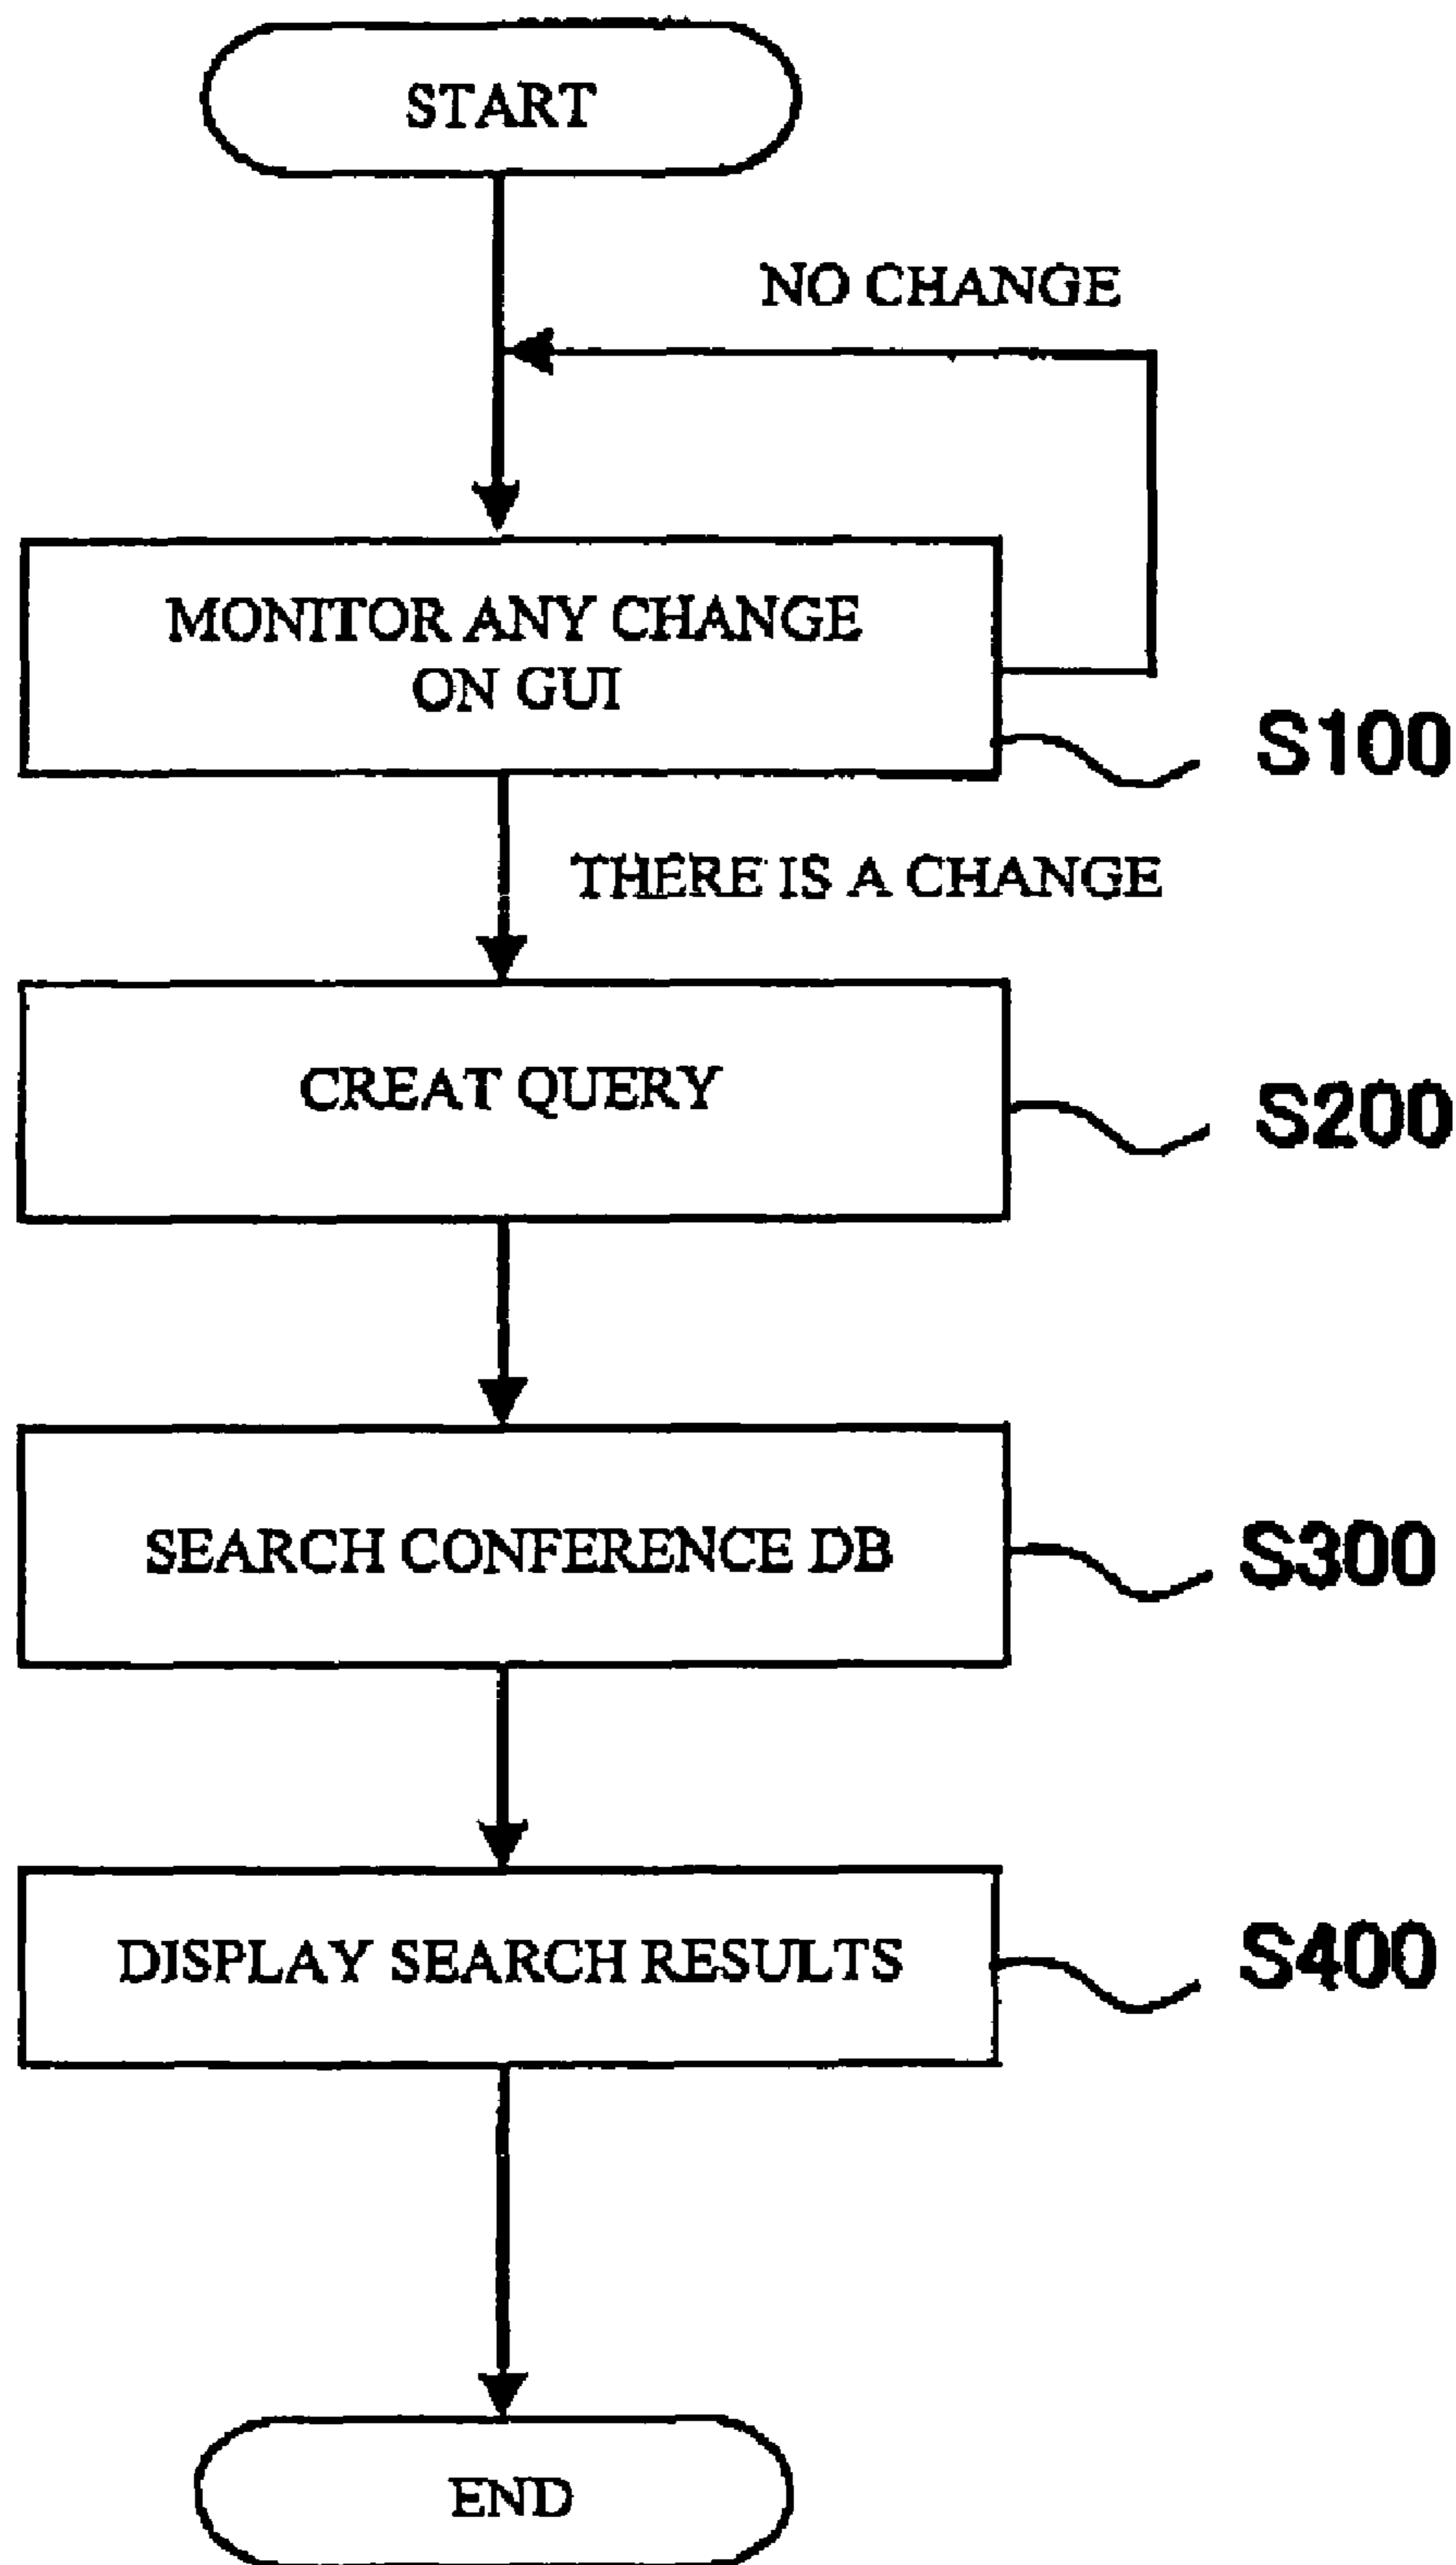 START
NO CHANGE
MONITOR ANY CHANGE
ON GUI
S100
THERE IS A CHANGE
CREAT QUERY
S200
SEARCH CONFERENCE DB
S300
DISPLAY SEARCH RESULTS
S400
END